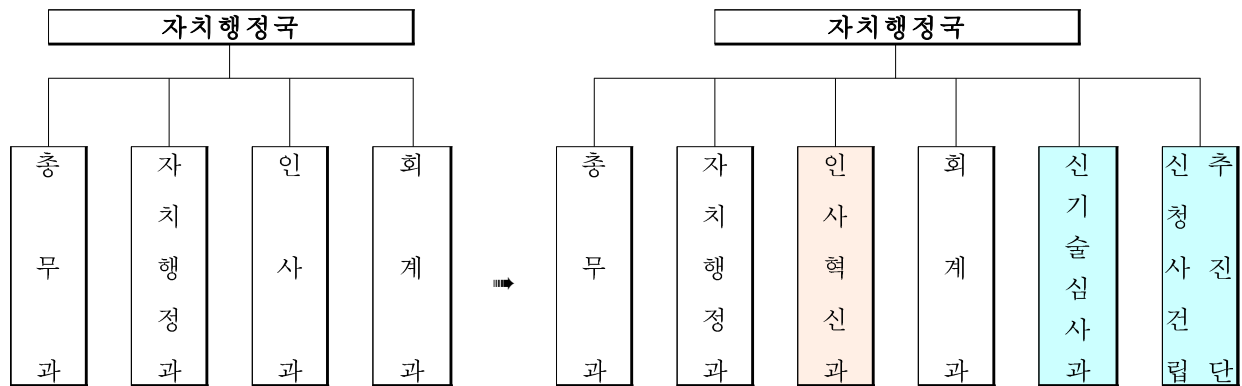 자치행정국
총무과
자치행정과
인사과
회계과
자치행정국
총무과
자치행정과
인사혁신과
회계과
신기술심사과
신청사건립
추진단